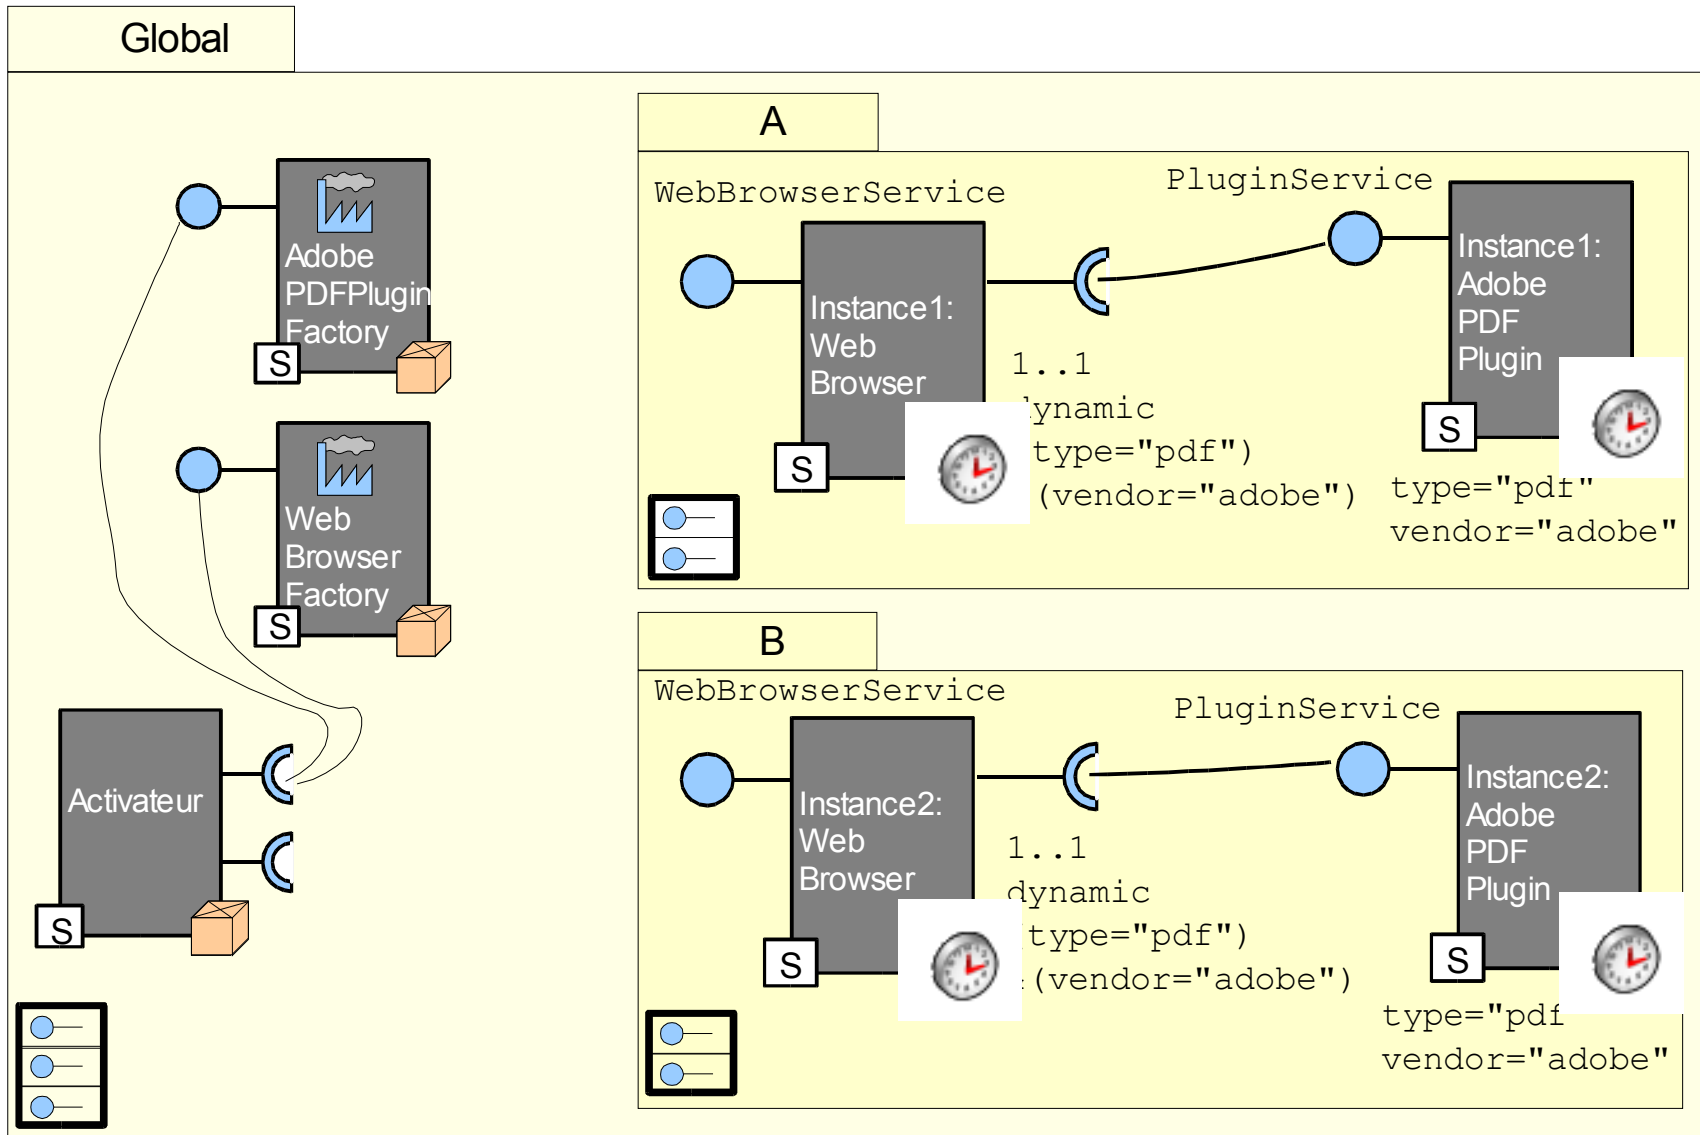 Global
Adobe
PDFPlugin
Factory
S
Web
Browser
Factory
S
Activateur
S
A
WebBrowserService
PluginService
Instance1:
Web
Browser
S
1..1
dynamic
type="pdf")
(vendor="adobe")
Instance1:
Adobe
PDF
Plugin
S
type="pdf"
vendor="adobe"
B
WebBrowserService
PluginService
Instance2:
Web
Browser
S
1..1
dynamic
(type="pdf")
(vendor="adobe")
Instance2:
Adobe
PDF
Plugin
S
type="pdf
vendor="adobe"